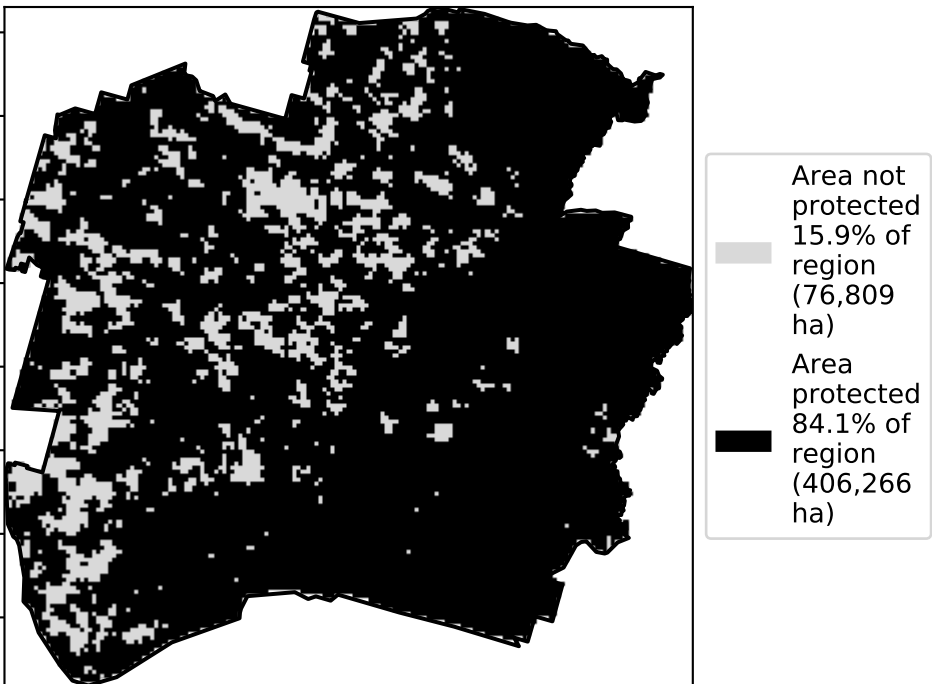 Area not
protected
15.9% of
region
(76,809
ha)
Area
protected
84.1% of
region
(406,266
ha)